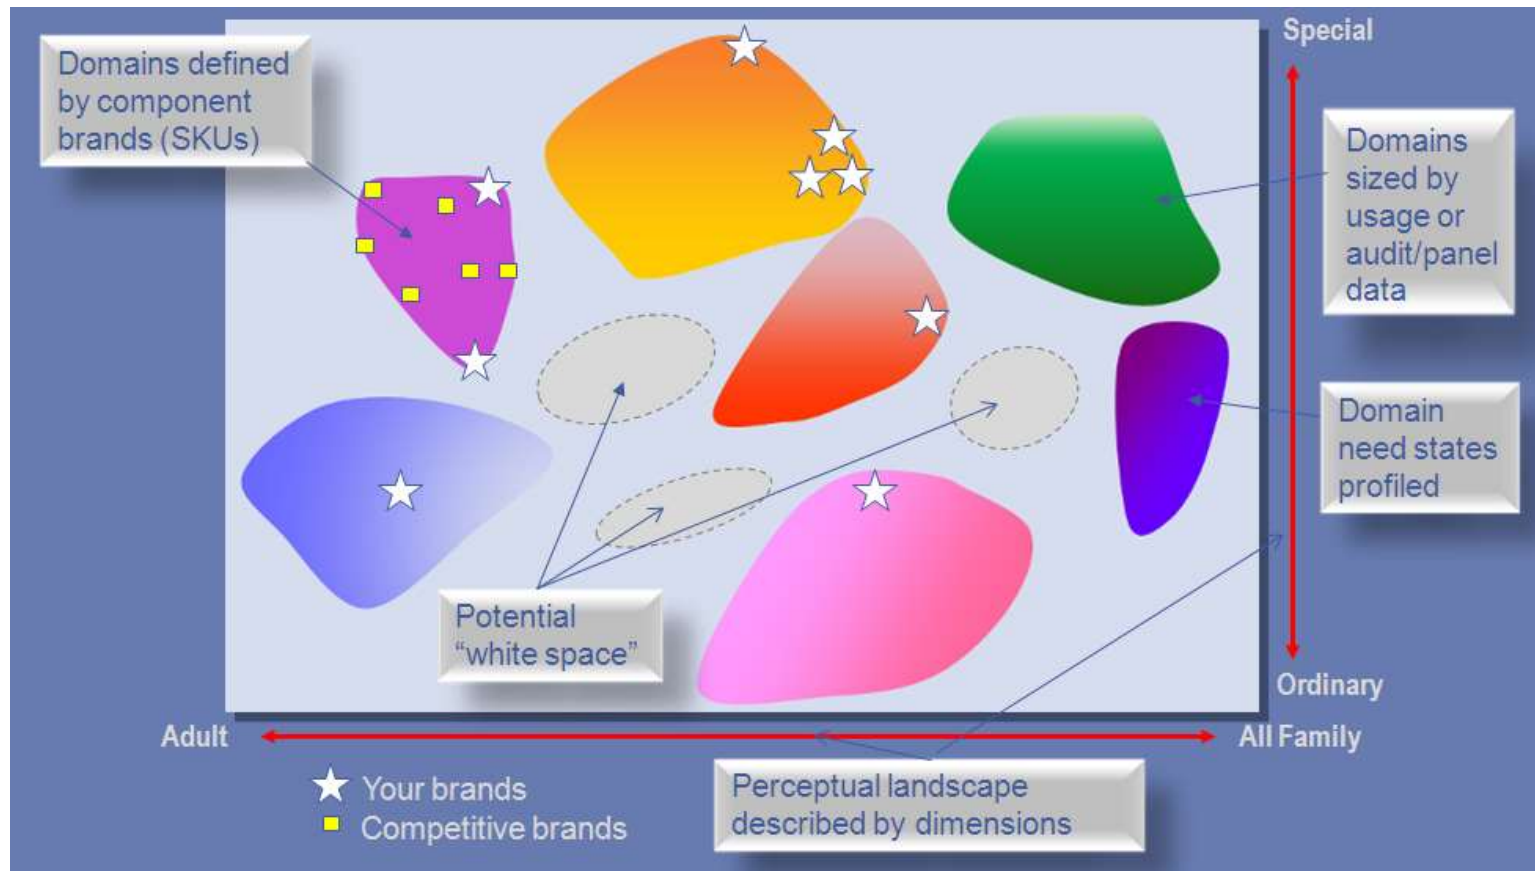 Special
Domains defined
by component
brands (SKUs)
Domains
sized by
usage or
audit/panel
data
Domain
need states
profiled
Potential
“white space”
Ordinary
Adult
All Family
Your brands
Competitive brands
Perceptual landscape
described by dimensions